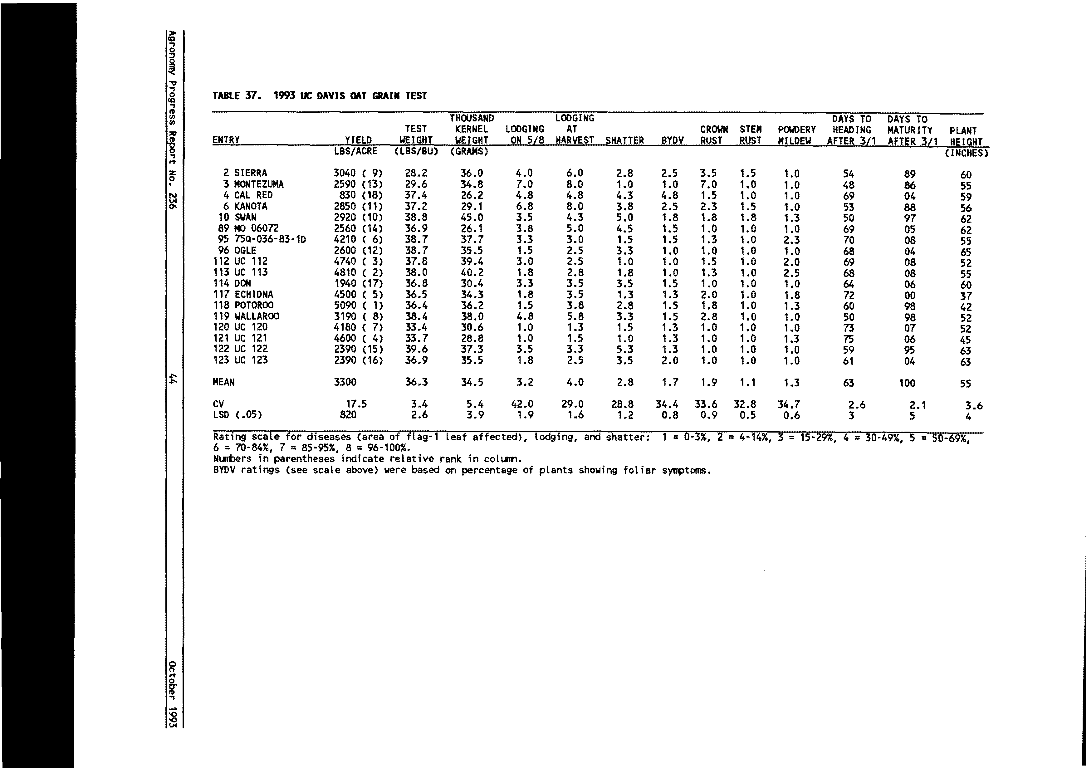 Agronomy Progress Report No. 236
44
October 1993
TABLE 37. 1993 UC DAVIS OAT GRAIN TEST
THOUSAND LODGING DAYS TO DAYS TO
TEST KERNEL LODGING AT CROWN STEM POWDERY HEADING MATURITY PLANT
ENTRY YIELD WEIGHT WEIGHT ON 5/8 HARVEST SHATTER BYDV RUST RUST MILDEW AFTER 3/1 AFTER 3/1 HEIGHT
LBS/ACRE (LBS/BU) (GRAMS) (INCHES)
2 SIERRA 3040 ( 9) 28.2 36.0 4.0 6.0 2.8 2.5 3.5 1.5 1.0 54 89 60
3 MONTEZUMA 2590 (13) 29.6 34.8 7.0 8.0 1.0 1.0 7.0 1.0 1.0 48 86 55
4 CAL RED 830 (18) 37.4 26.2 4.8 4.8 4.3 4.8 1.5 1.0 1.0 69 04 59
6 KANOTA 2850 (11) 37.2 29.1 6.8 8.0 3.8 2.5 2.3 1.5 1.0 53 88 56
10 SWAN 2920 (10) 38.8 45.0 3.5 4.3 5.0 1.8 1.8 1.8 1.3 50 97 62
89 MO 06072 2560 (14) 36.9 26.1 3.8 5.0 4.5 1.5 1.0 1.0 1.0 69 05 62
95 75Q-036-83-1D 4210 ( 6) 38.7 37.7 3.3 3.0 1.5 1.5 1.3 1.0 2.3 70 08 55
96 OGLE 2600 (12) 38.7 35.5 1.5 2.5 3.3 1.0 1.0 1.0 1.0 68 04 65
112 UC 112 4740 ( 3) 37.8 39.4 3.0 2.5 1.0 1.0 1.5 1.0 2.0 69 08 52
113 UC 113 4810 ( 2) 38.0 40.2 1.8 2.8 1.8 1.0 1.3 1.0 2.5 68 08 55
114 DON 1940 (17) 36.8 30.4 3.3 3.5 3.5 1.5 1.0 1.0 1.0 64 06 60
117 ECHIDNA 4500 ( 5) 36.5 34.3 1.8 3.5 1.3 1.3 2.0 1.0 1.8 72 00 37
118 POTOROO 5090 ( 1) 36.4 36.2 1.5 3.8 2.8 1.5 1.8 1.0 1.3 60 98 42
119 WALLAROO 3190 ( 8) 38.4 38.0 4.8 5.8 3.3 1.5 2.8 1.0 1.0 50 98 52
120 UC 120 4180 ( 7) 33.4 30.6 1.0 1.3 1.5 1.3 1.0 1.0 1.0 73 07 52
121 UC 121 4600 ( 4) 33.7 28.8 1.0 1.5 1.0 1.3 1.0 1.0 1.3 75 06 45
122 UC 122 2390 (15) 39.6 37.3 3.5 3.3 5.3 1.3 1.0 1.0 1.0 59 95 63
123 UC 123 2390 (16) 36.9 35.5 1.8 2.5 3.5 2.0 1.0 1.0 1.0 61 04 63
MEAN 3300 36.3 34.5 3.2 4.0 2.8 1.7 1.9 1.1 1.3 63 100 55
CV 17.5 3.4 5.4 42.0 29.0 28.8 34.4 33.6 32.8 34.7 2.6 2.1 3.6
LSD (.05) 820 2.6 3.9 1.9 1.6 1.2 0.8 0.9 0.5 0.6 3 5 4
Rating scale for diseases (area of flag-1 leaf affected), lodging, and shatter: 1 = 0-3%, 2 = 4-14%, 3 = 15-29%, 4 = 30-49%, 5 = 50-69%,
6 = 70-84%, 7 = 85-95%, 8 = 96-100%.
Numbers in parentheses indicate relative rank in column.
BYDV ratings (see scale above) were based on percentage of plants showing foliar symptoms.